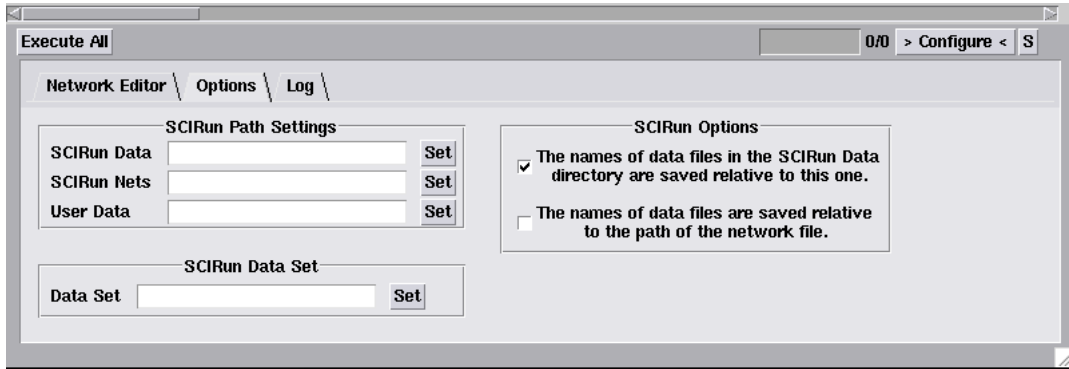 Execute All
0/0
> Configure <
S
Network Editor
Options
Log
SCIRun Path Settings
SCIRun Data
Set
SCIRun Nets
Set
User Data
Set
SCIRun Data Set
Data Set
Set
SCIRun Options
The names of data files in the SCIRun Data
directory are saved relative to this one.
The names of data files are saved relative
to the path of the network file.